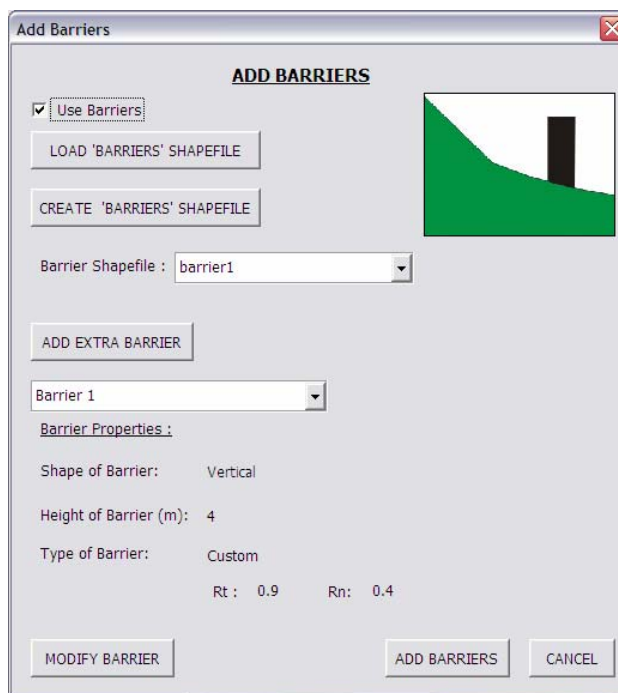 Add Barriers
ADD BARRIERS
Use Barriers
LOAD 'BARRIERS' SHAPEFILE
CREATE 'BARRIERS' SHAPEFILE
Barrier Shapefile : barrier1
ADD EXTRA BARRIER
Barrier 1
Barrier Properties :
Shape of Barrier: Vertical
Height of Barrier (m): 4
Type of Barrier: Custom
Rt : 0.9 Rn: 0.4
MODIFY BARRIER ADD BARRIERS CANCEL